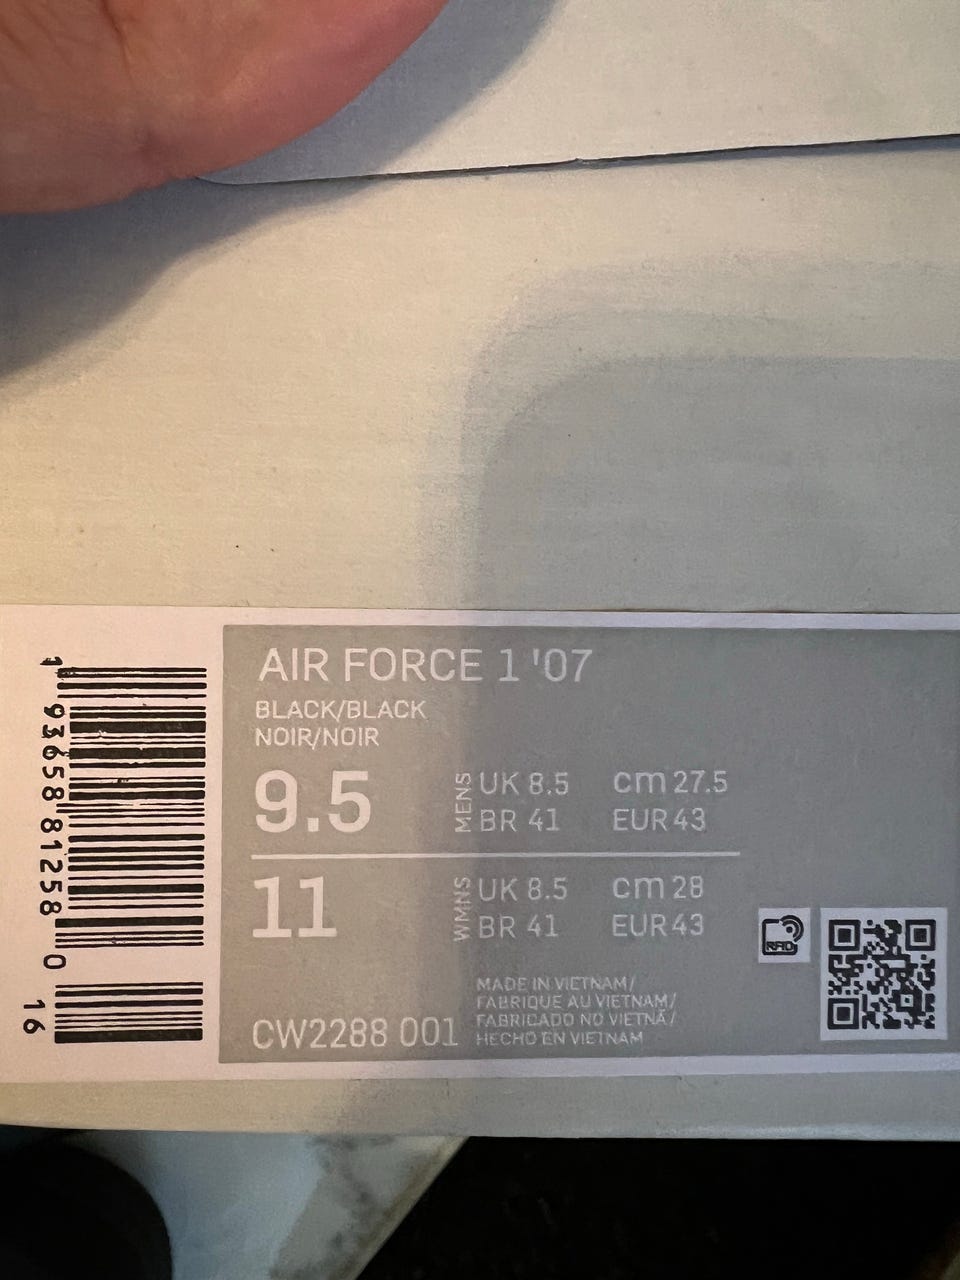 AIR FORCE 1 '07
BLACK/BLACK
NOIR/NOIR
9.5
MENS
UK 8.5 cm 27.5
BR 41 EUR 43
11
WMNS
UK 8.5 cm 28
BR 41 EUR 43
CW2288 001
MADE IN VIETNAM/
FABRIQUE AU VIETNAM/
FABRICADO NO VIETNÃ/
HECHO EN VIETNAM
RFID
1 93658 81258 0
16